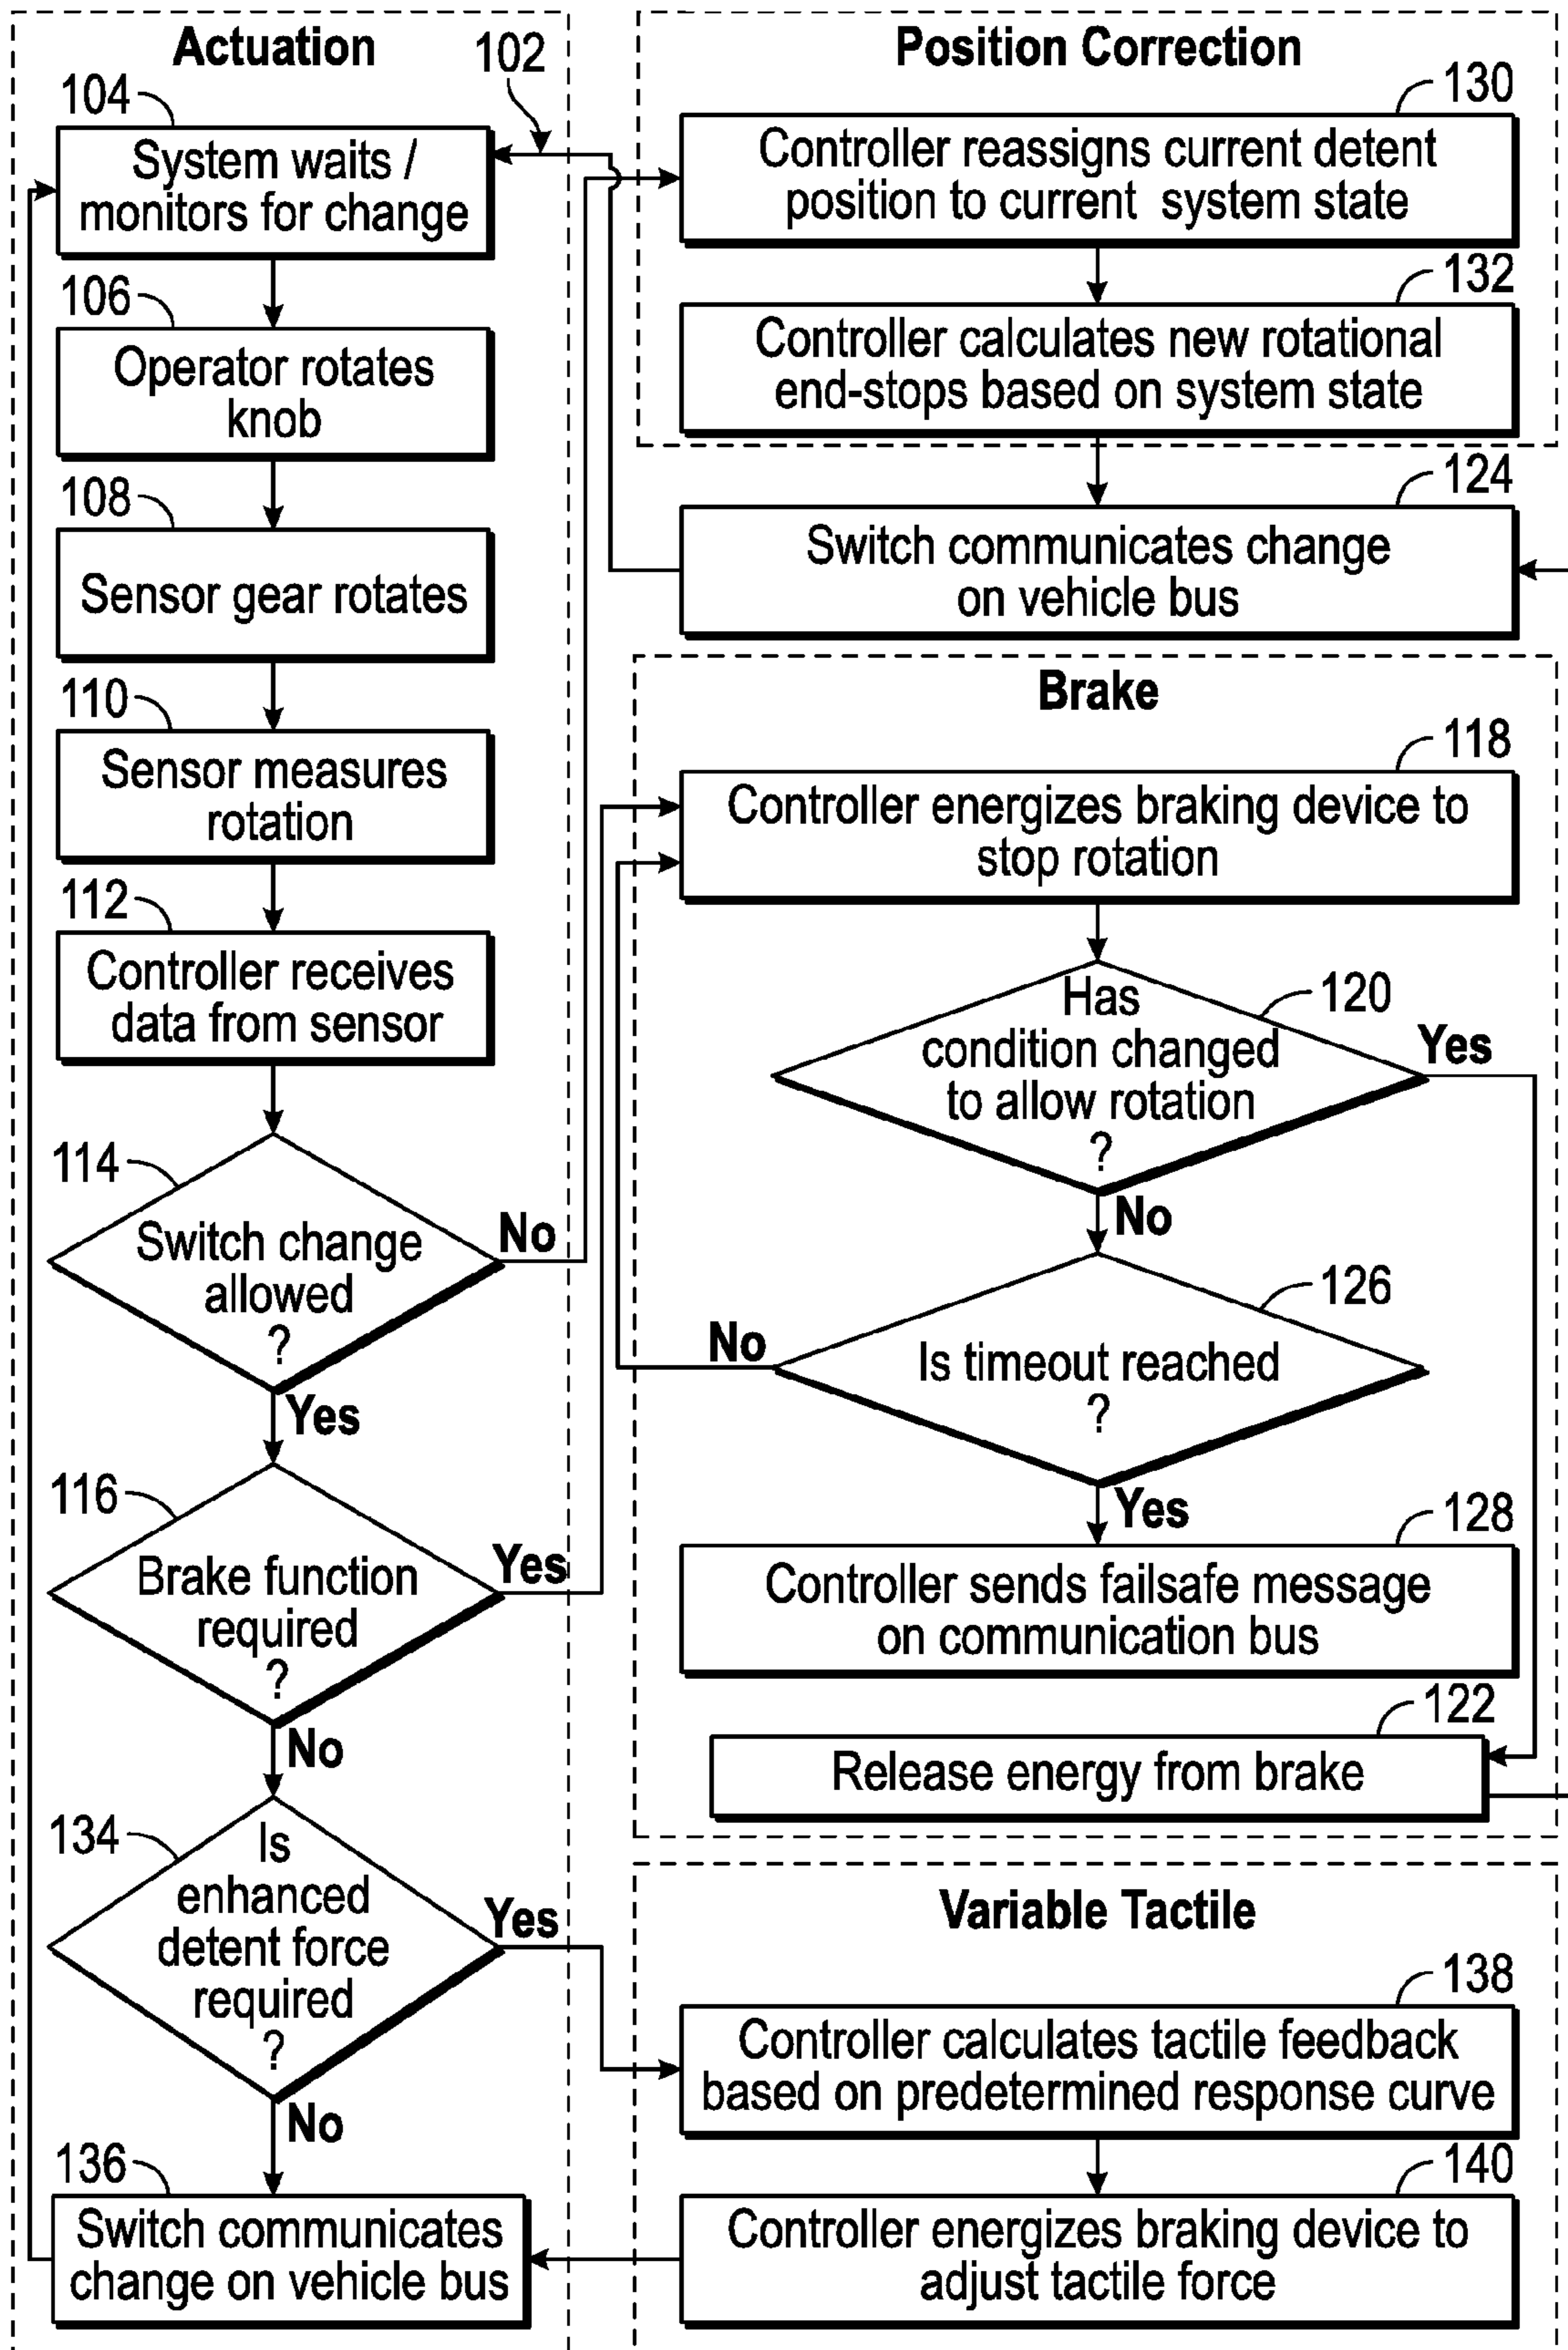 Actuation
102
104
System waits /
monitors for change
106
Operator rotates
knob
108
Sensor gear rotates
110
Sensor measures
rotation
112
Controller receives
data from sensor
114
Switch change
allowed
?
No
Yes
116
Brake function
required
?
Yes
No
134
Is
enhanced
detent force
required
?
Yes
No
136
Switch communicates
change on vehicle bus
Position Correction
130
Controller reassigns current detent
position to current system state
132
Controller calculates new rotational
end-stops based on system state
124
Switch communicates change
on vehicle bus
Brake
118
Controller energizes braking device to
stop rotation
120
Has
condition changed
to allow rotation
?
Yes
No
126
Is timeout reached
?
No
Yes
128
Controller sends failsafe message
on communication bus
122
Release energy from brake
Variable Tactile
138
Controller calculates tactile feedback
based on predetermined response curve
140
Controller energizes braking device to
adjust tactile force